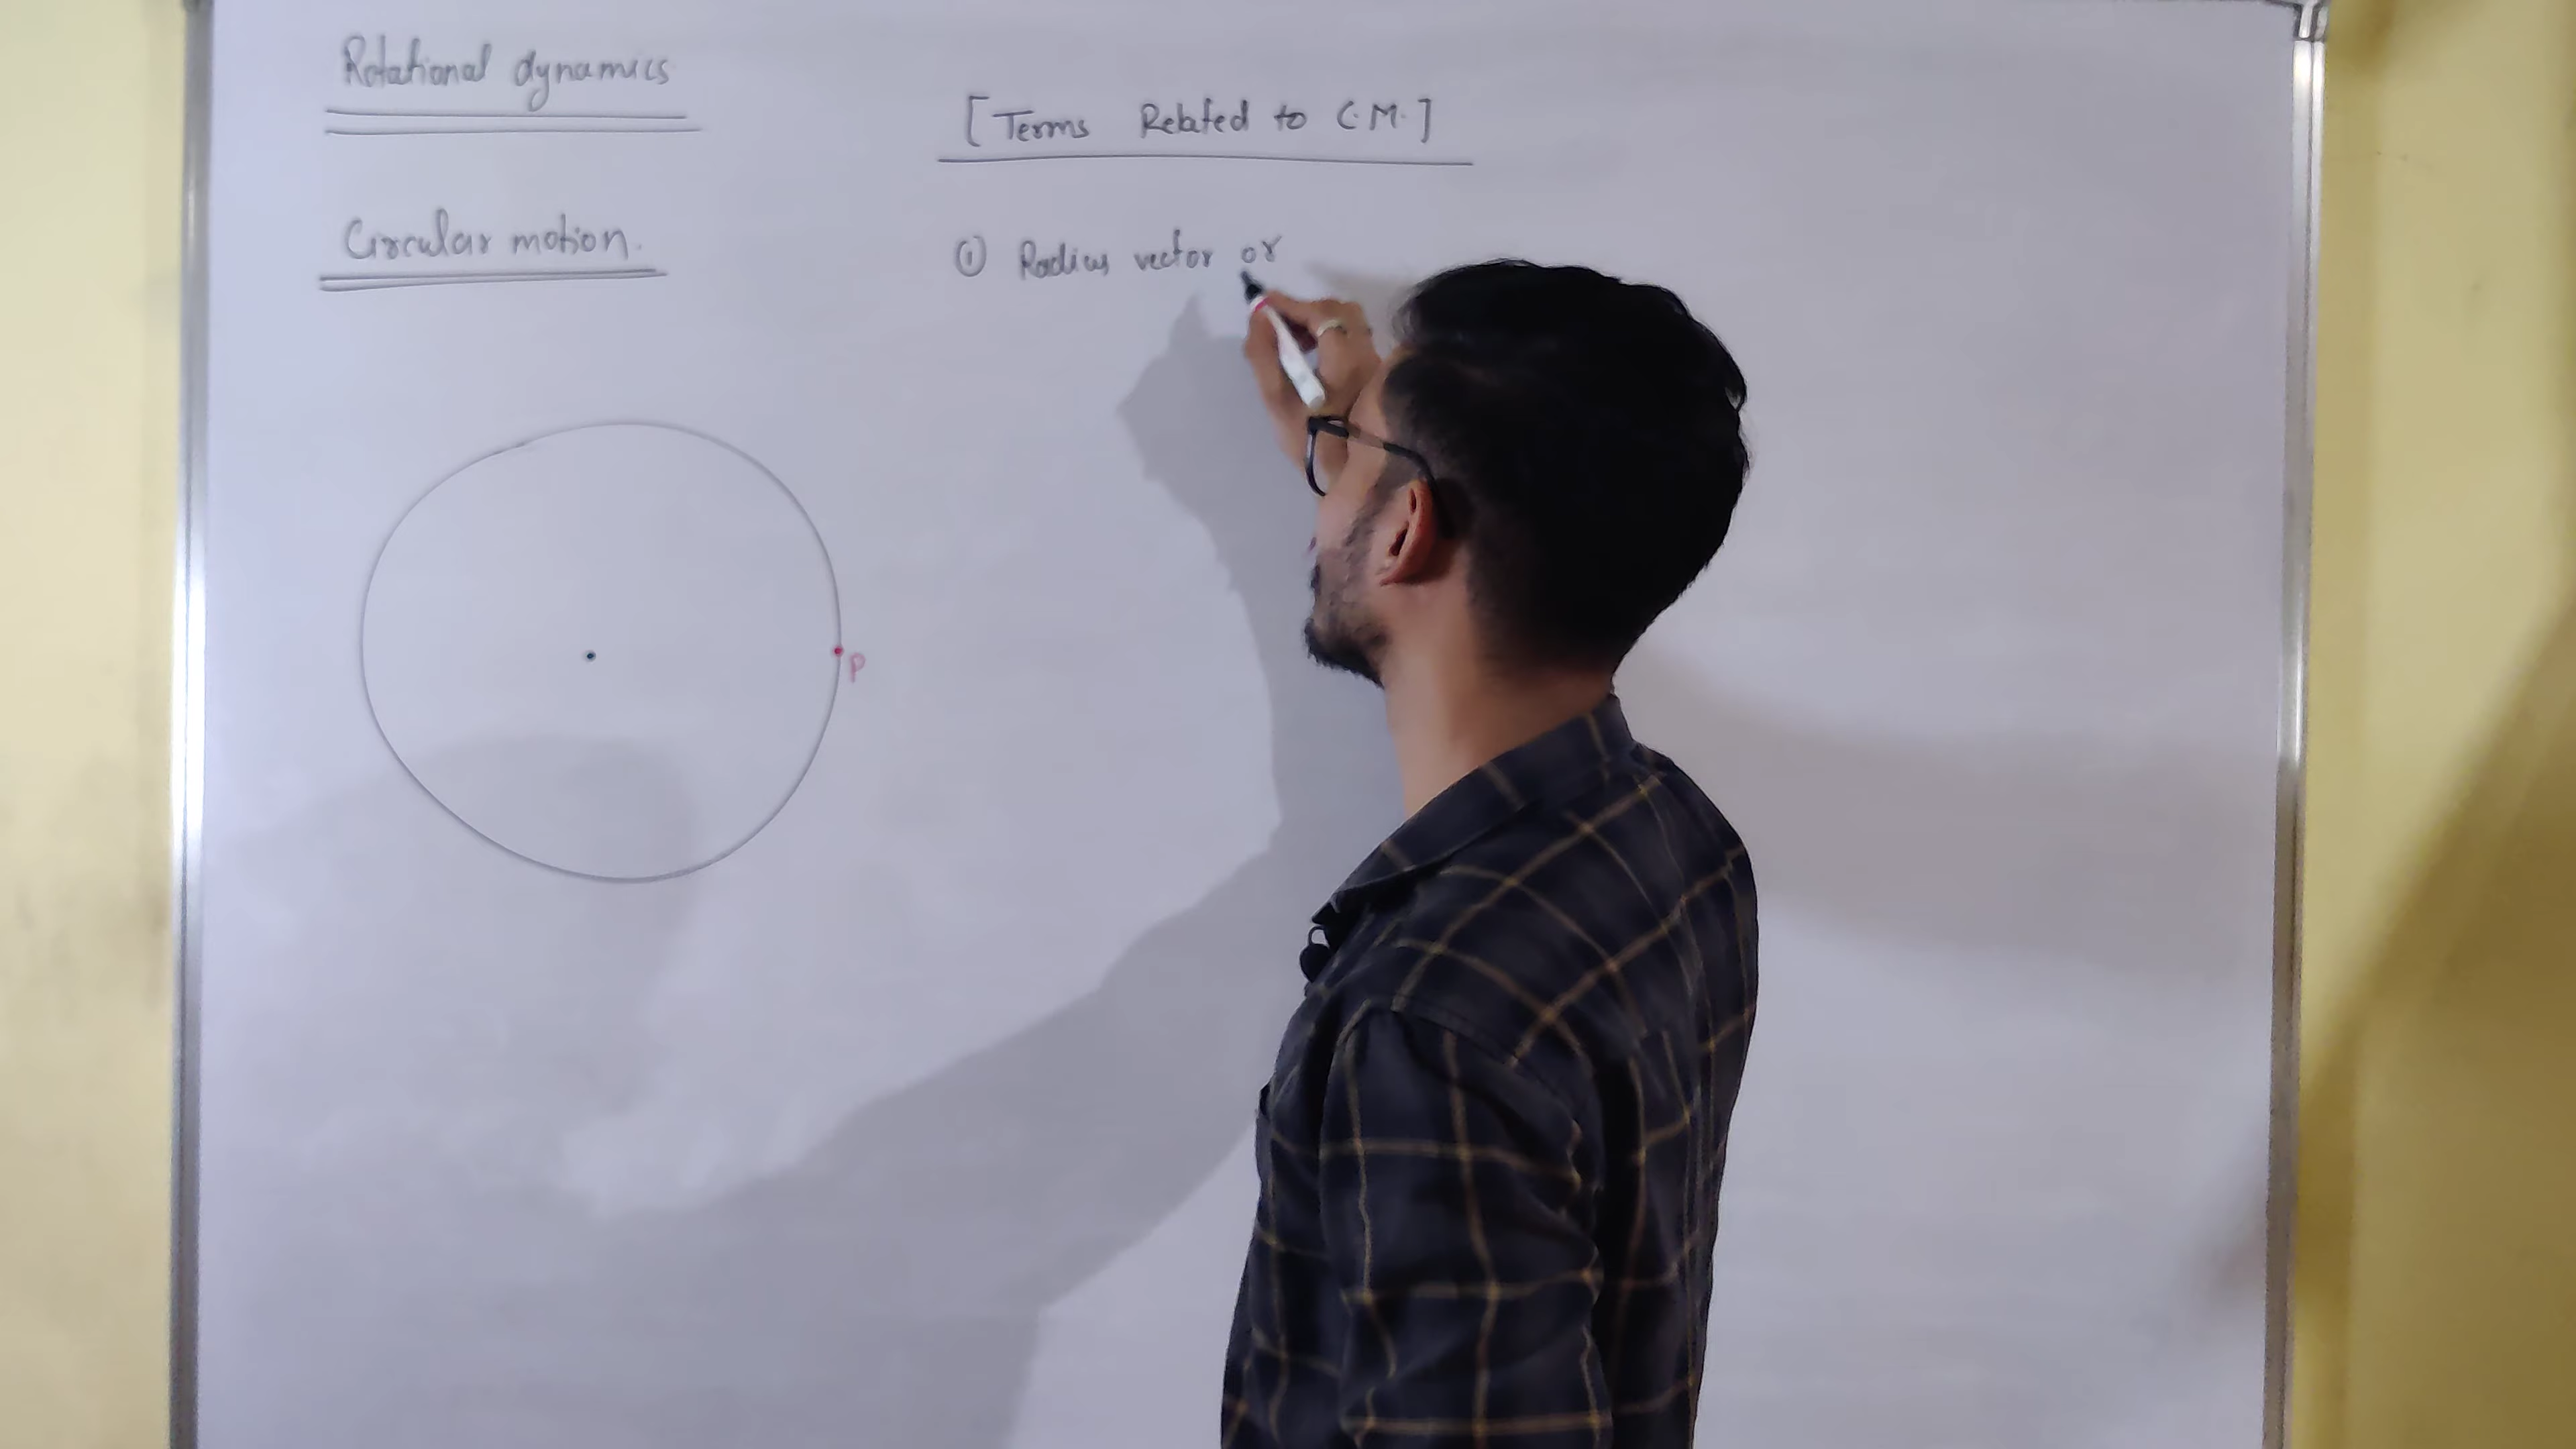 Rotational dynamics
[Terms Related to C.M.]
Circular motion.
① Radius vector or
P